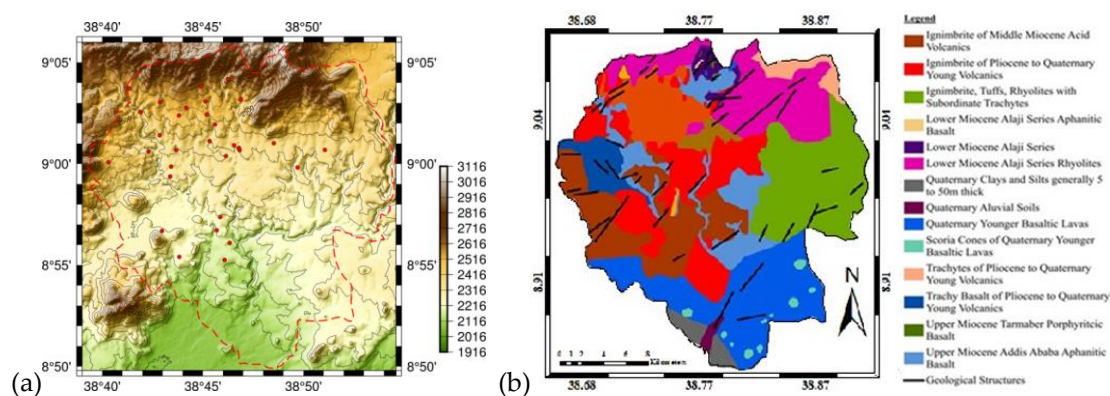 38°40' 38°45' 38°50'
9°05' 9°05'
9°00' 9°00'
8°55' 8°55'
8°50' 8°50'
38°40' 38°45' 38°50'
3116
3016
2916
2816
2716
2616
2516
2416
2316
2216
2116
2016
1916
(a)
38.68 38.77 38.87
9.04 9.04
8.91 8.91
N
38.68 38.77 38.87
(b)
Legend
Ignimbrite of Middle Miocene Acid
Volcanics
Ignimbrite of Pliocene to Quaternary
Young Volcanics
Ignimbrite, Tuffs, Rhyolites with
Subordinate Trachytes
Lower Miocene Alaji Series Aphanitic
Basalt
Lower Miocene Alaji Series
Lower Miocene Alaji Series Rhyolites
Quaternary Clays and Silts generally 5
to 50m thick
Quaternary Aluvial Soils
Quaternary Younger Basaltic Lavas
Scoria Cones of Quaternary Younger
Basaltic Lavas
Trachytes of Pliocene to Quaternary
Young Volcanics
Trachy Basalt of Pliocene to Quaternary
Young Volcanics
Upper Miocene Tarmaber Porphyritcic
Basalt
Upper Miocene Addis Ababa Aphanitic
Basalt
Geological Structures